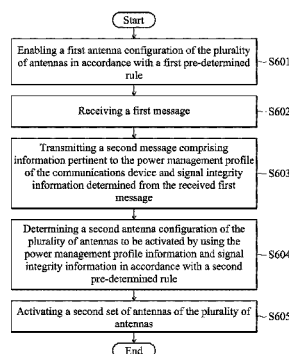 Start
Enabling a first antenna configuration of the plurality
of antennas in accordance with a first pre-determined
rule
S601
Receiving a first message
S602
Transmitting a second message comprising
information pertinent to the power management profile
of the communications device and signal integrity
information determined from the received first
message
S603
Determining a second antenna configuration of the
plurality of antennas to be activated by using the
power management profile information and signal
integrity information in accordance with a second
pre-determined rule
S604
Activating a second set of antennas of the plurality of
antennas
S605
End